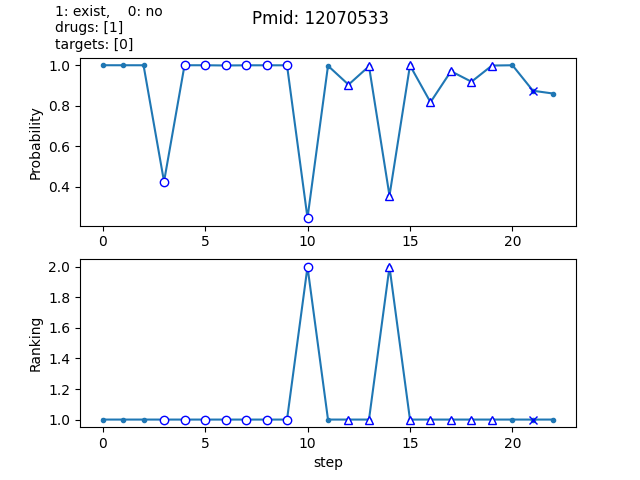 1: exist,    0: no
Pmid: 12070533
drugs: [1]
targets: [0]
1.0
0.8
0.6
0.4
Probability
0
5
10
15
20
2.0
1.8
1.6
1.4
1.2
1.0
Ranking
0
5
10
15
20
step